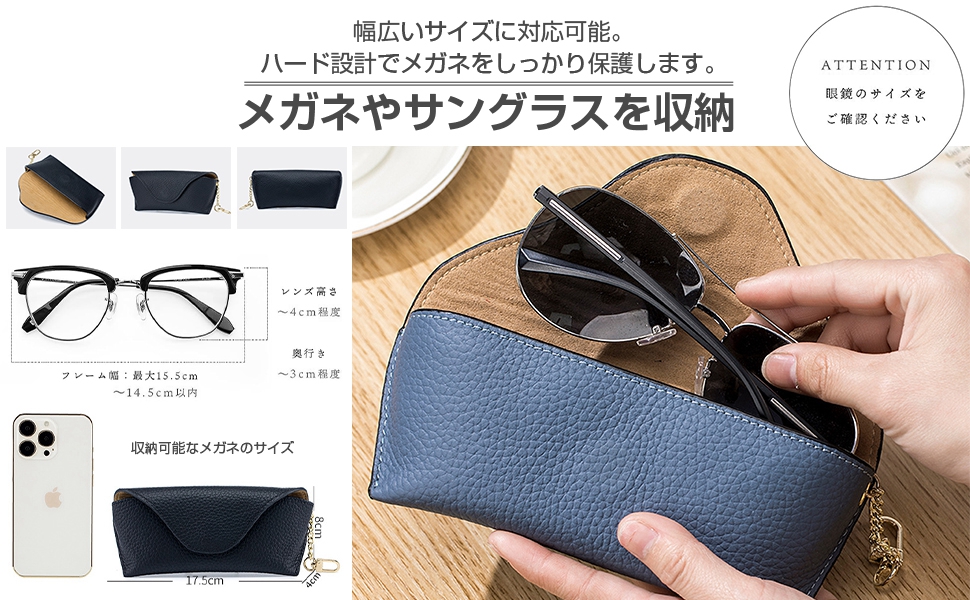 幅広いサイズに対応可能。
ハード設計でメガネをしっかり保護します。
メガネやサングラスを収納
ATTENTION
眼鏡のサイズを
ご確認ください
レンズ高さ
～4cm程度
奥行き
～3cm程度
フレーム幅：最大15.5cm
～14.5cm以内
収納可能なメガネのサイズ
8cm
17.5cm
4cm